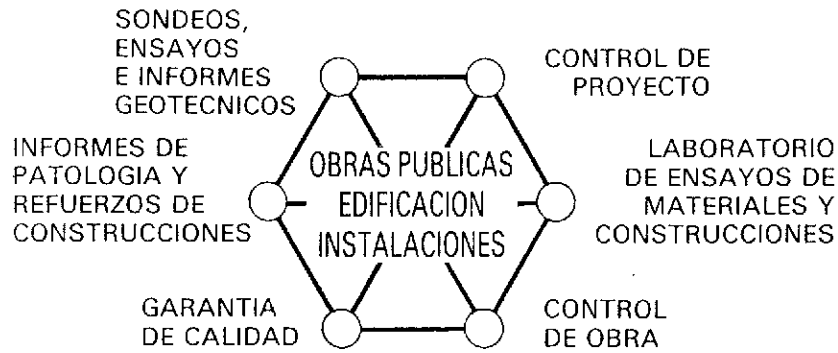 SONDEOS,
ENSAYOS
E INFORMES
GEOTECNICOS
CONTROL DE
PROYECTO
INFORMES DE
PATOLOGIA Y
REFUERZOS DE
CONSTRUCCIONES
OBRAS PUBLICAS
EDIFICACION
INSTALACIONES
LABORATORIO
DE ENSAYOS DE
MATERIALES Y
CONSTRUCCIONES
GARANTIA
DE CALIDAD
CONTROL
DE OBRA